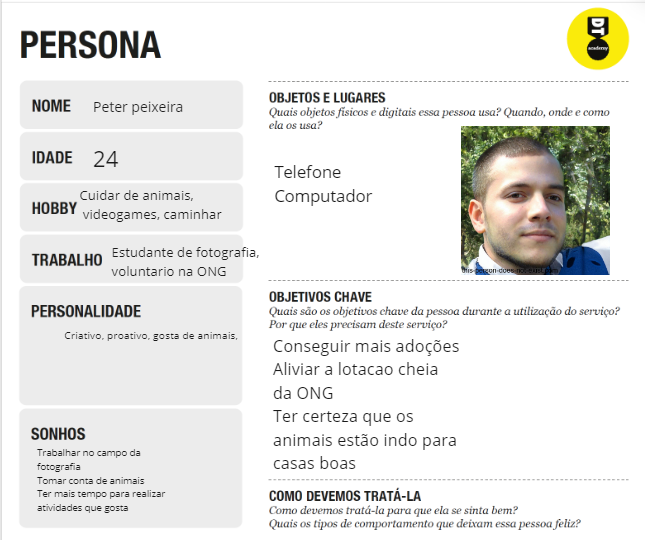 PERSONA
DT
academy
NOME Peter peixeira
IDADE 24
HOBBY Cuidar de animais,
videogames, caminhar
TRABALHO Estudante de fotografia,
voluntario na ONG
PERSONALIDADE
Criativo, proativo, gosta de animais,
SONHOS
Trabalhar no campo da
fotografia
Tomar conta de animais
Ter mais tempo para realizar
atividades que gosta
OBJETOS E LUGARES
Quais objetos físicos e digitais essa pessoa usa? Quando, onde e como
ela os usa?
Telefone
Computador
this-person-does-not-exist.com
OBJETIVOS CHAVE
Quais são os objetivos chave da pessoa durante a utilização do serviço?
Por que eles precisam deste serviço?
Conseguir mais adoções
Aliviar a lotacao cheia
da ONG
Ter certeza que os
animais estão indo para
casas boas
COMO DEVEMOS TRATÁ-LA
Como devemos tratá-la para que ela se sinta bem?
Quais os tipos de comportamento que deixam essa pessoa feliz?